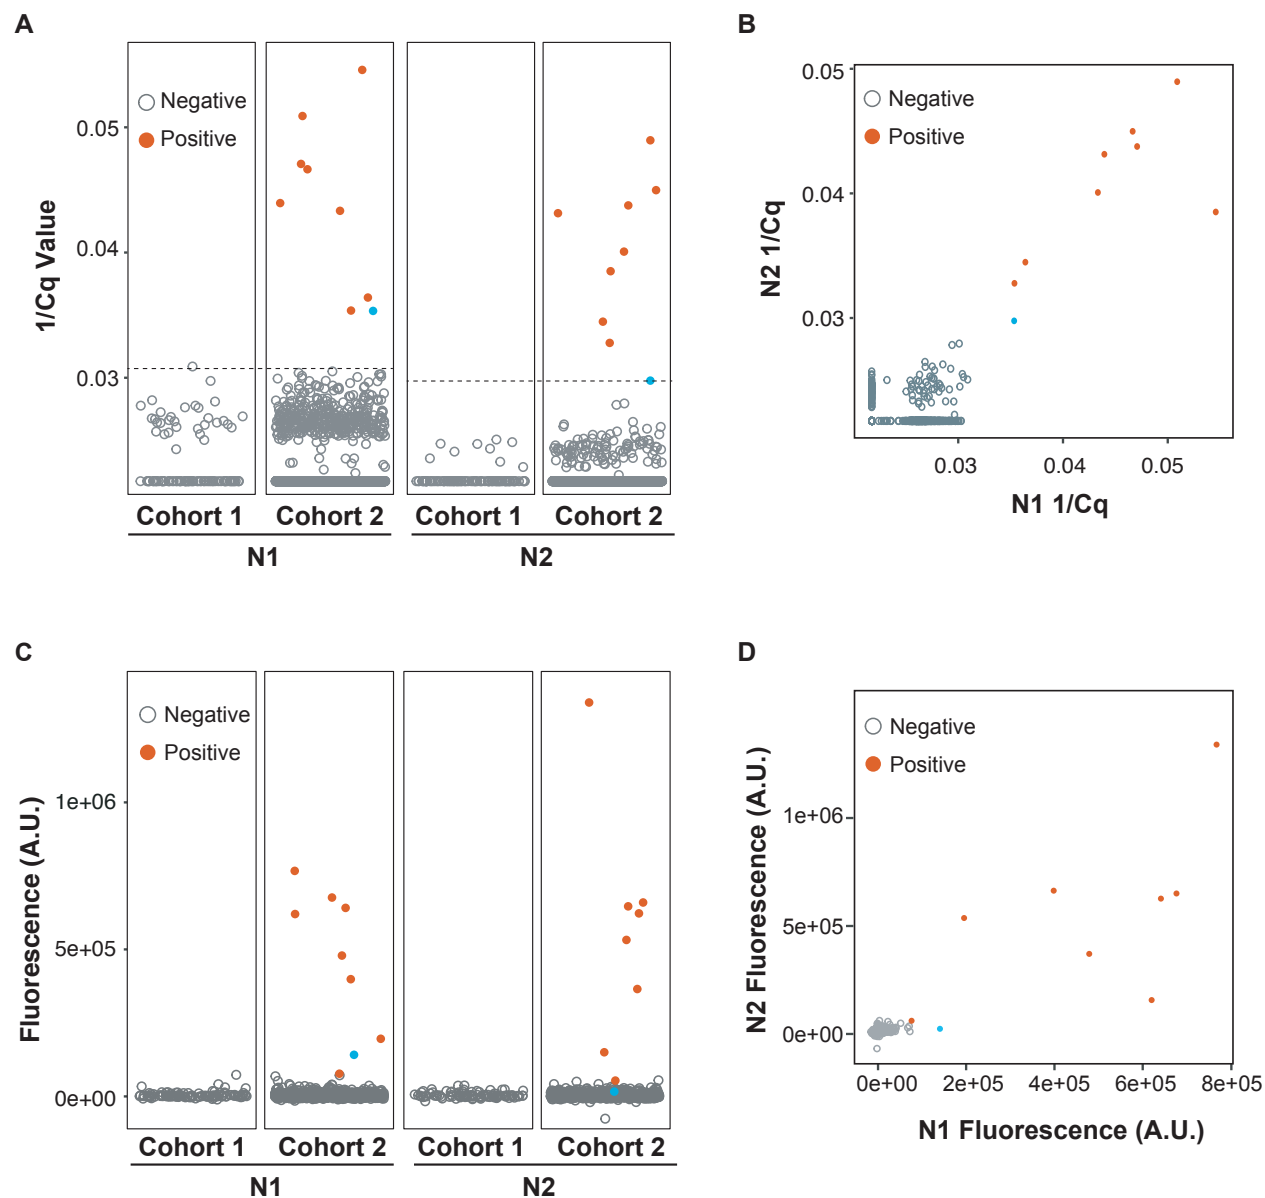 A
Negative
Positive
0.05
0.04
0.03
1/Cq Value
Cohort 1
Cohort 2
Cohort 1
Cohort 2
N1
N2
B
Negative
Positive
0.05
0.04
0.03
N2 1/Cq
0.03
0.04
0.05
N1 1/Cq
C
Negative
Positive
1e+06
5e+05
0e+00
Fluorescence (A.U.)
Cohort 1
Cohort 2
Cohort 1
Cohort 2
N1
N2
D
Negative
Positive
1e+06
5e+05
0e+00
N2 Fluorescence (A.U.)
0e+00
2e+05
4e+05
6e+05
8e+05
N1 Fluorescence (A.U.)